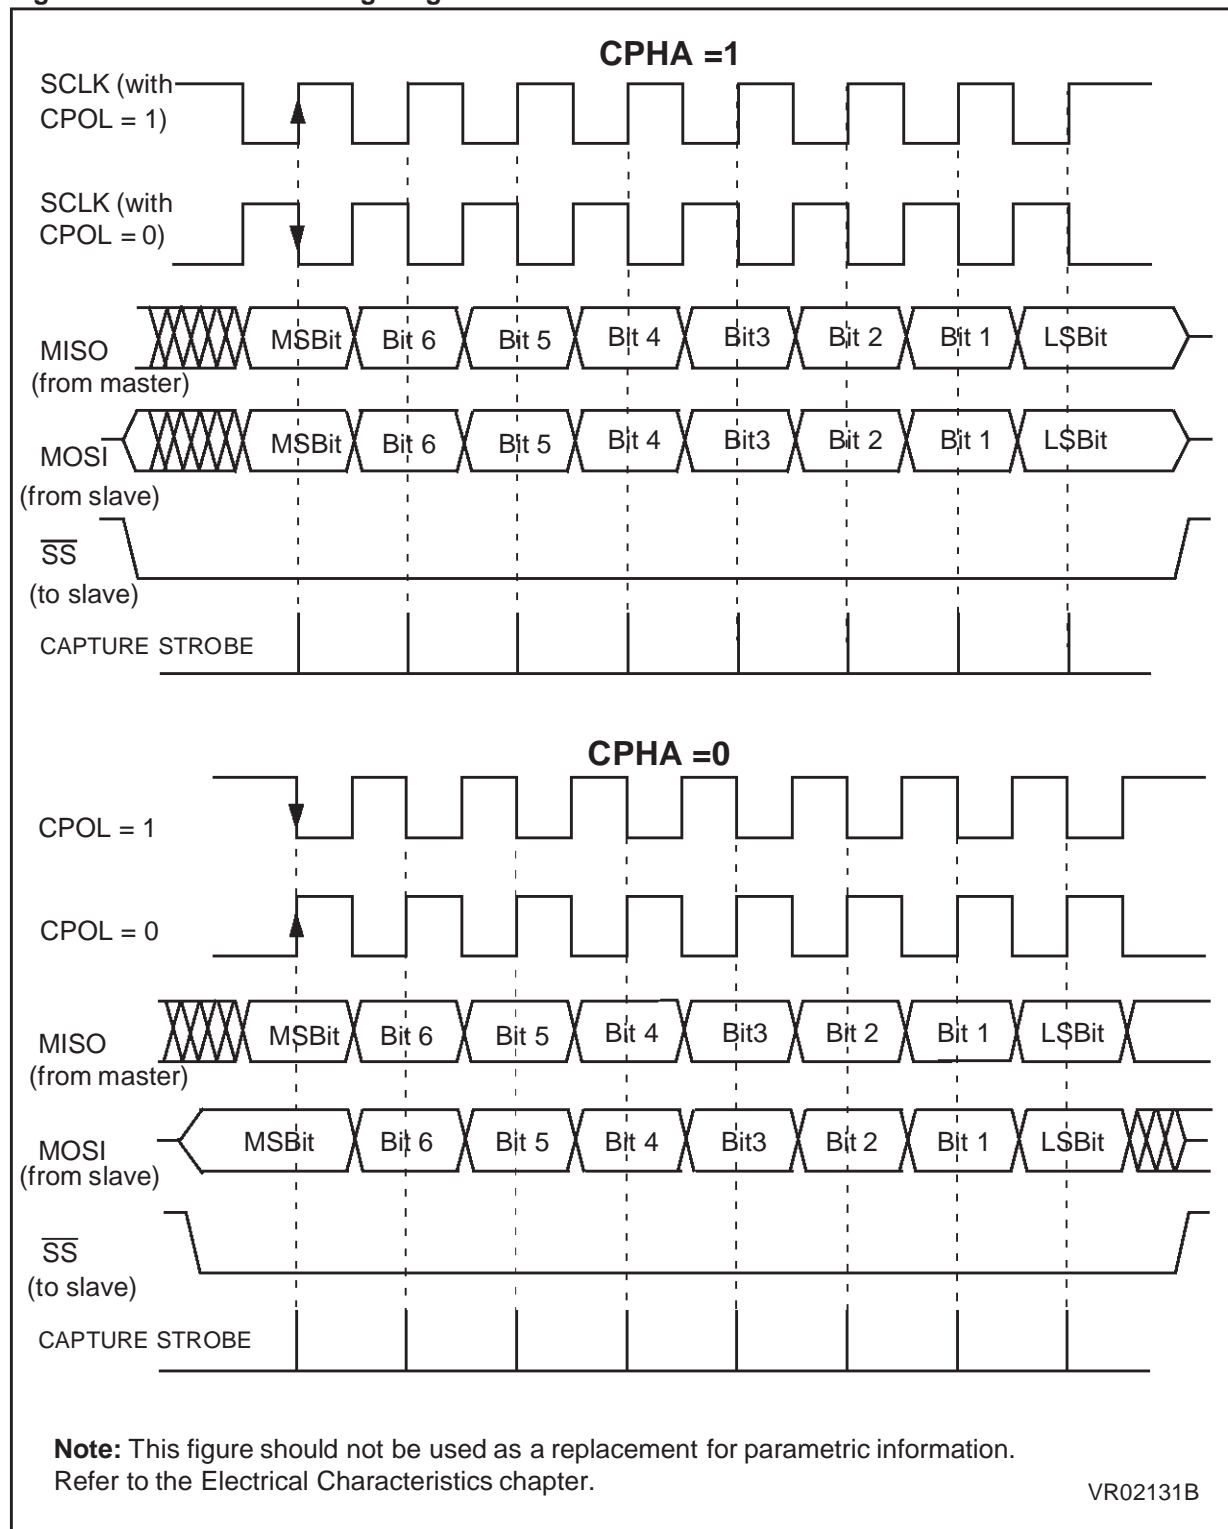 CPHA =1
SCLK (with
CPOL = 1)
SCLK (with
CPOL = 0)
MISO
(from master)
MSBit Bit 6 Bit 5 Bit 4 Bit3 Bit 2 Bit 1 LSBit
MOSI
(from slave)
MSBit Bit 6 Bit 5 Bit 4 Bit3 Bit 2 Bit 1 LSBit
SS
(to slave)
CAPTURE STROBE
CPHA =0
CPOL = 1
CPOL = 0
MISO
(from master)
MSBit Bit 6 Bit 5 Bit 4 Bit3 Bit 2 Bit 1 LSBit
MOSI
(from slave)
MSBit Bit 6 Bit 5 Bit 4 Bit3 Bit 2 Bit 1 LSBit
SS
(to slave)
CAPTURE STROBE
Note: This figure should not be used as a replacement for parametric information.
Refer to the Electrical Characteristics chapter.
VR02131B